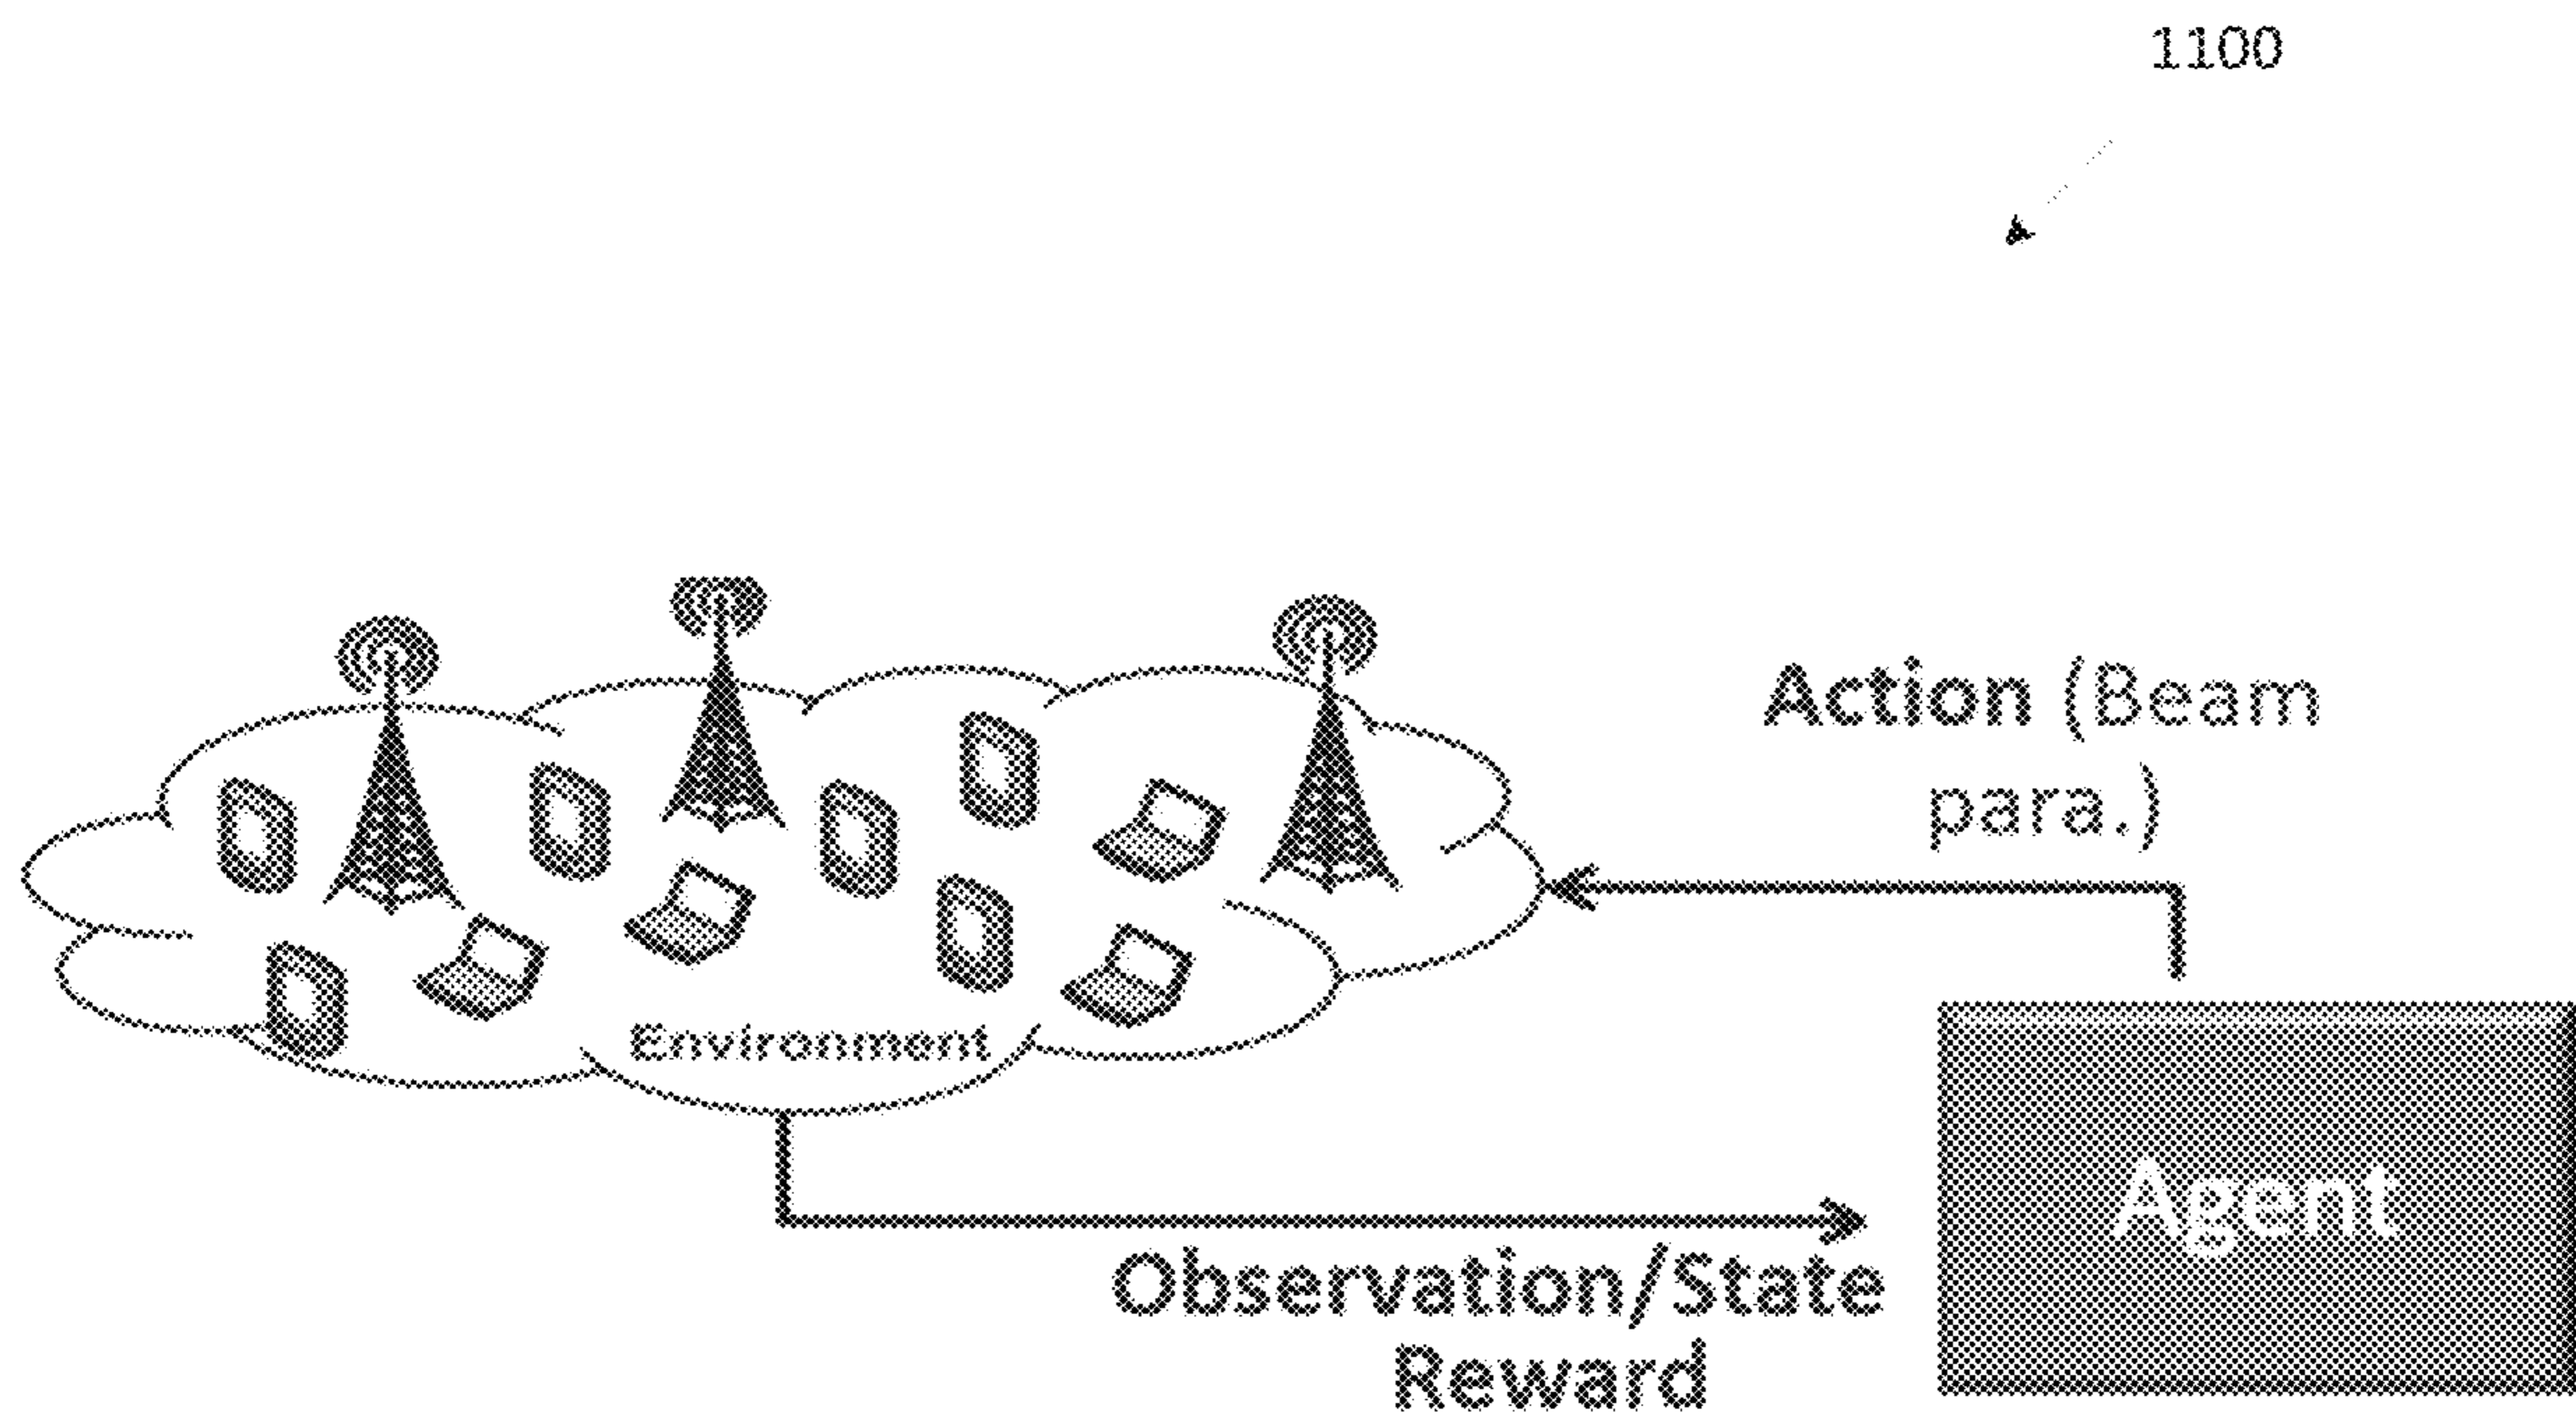 1100
Action (Beam
para.)
Environment
Agent
Observation/State
Reward